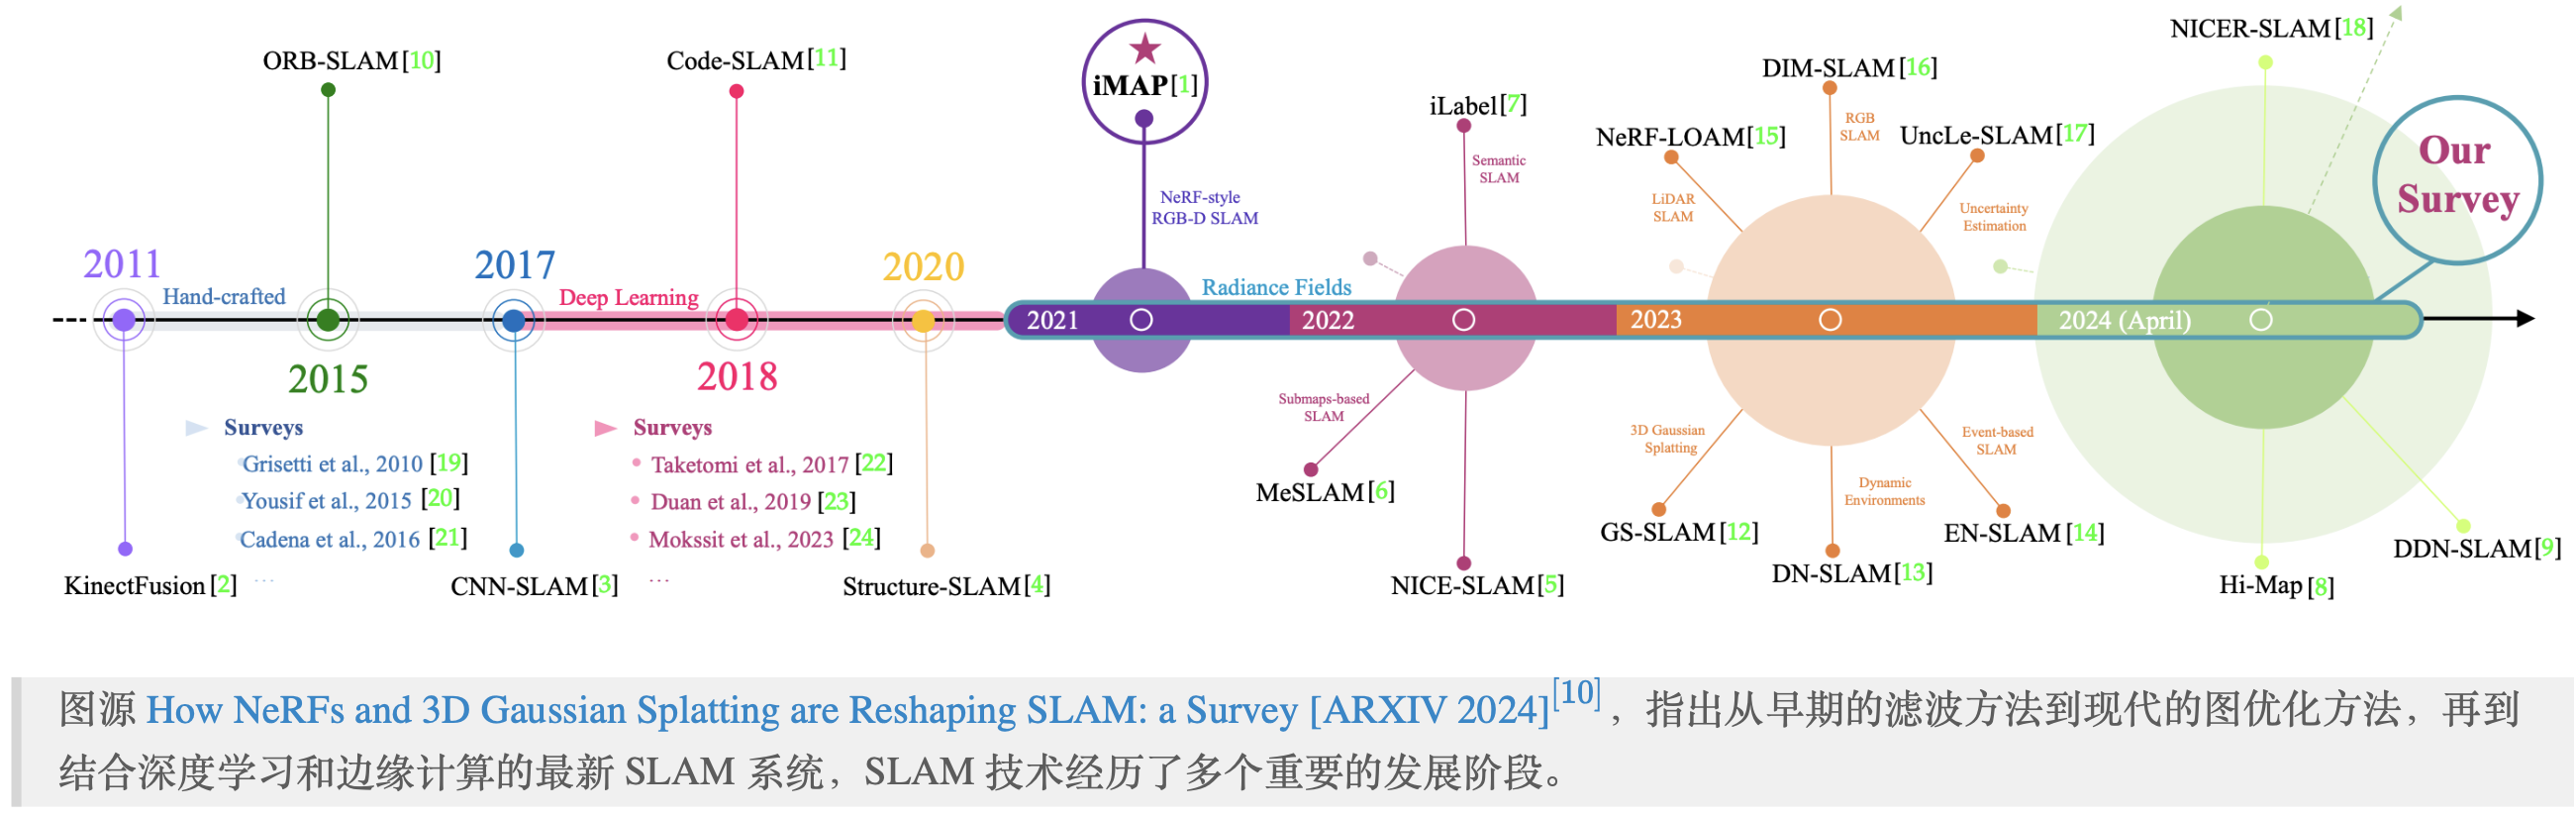 NICER-SLAM[18]
ORB-SLAM[10]
Code-SLAM[11]
iMAP[1]
DIM-SLAM[16]
iLabel[7]
NeRF-LOAM[15]
RGB
SLAM
UncLe-SLAM[17]
Our
Survey
Semantic
SLAM
NeRF-style
RGB-D SLAM
LiDAR
SLAM
Uncertainty
Estimation
2011
2017
2020
Hand-crafted
Deep Learning
Radiance Fields
2021
2022
2023
2024 (April)
2015
2018
Surveys
Grisetti et al., 2010 [19]
Yousif et al., 2015 [20]
Cadena et al., 2016 [21]
...
Surveys
Taketomi et al., 2017 [22]
Duan et al., 2019 [23]
Mokssit et al., 2023 [24]
...
Submaps-based
SLAM
3D Gaussian
Splatting
Event-based
SLAM
Dynamic
Environments
MeSLAM[6]
GS-SLAM[12]
EN-SLAM[14]
DDN-SLAM[9]
KinectFusion[2]
CNN-SLAM[3]
Structure-SLAM[4]
NICE-SLAM[5]
DN-SLAM[13]
Hi-Map[8]
图源 How NeRFs and 3D Gaussian Splatting are Reshaping SLAM: a Survey [ARXIV 2024][10]，指出从早期的滤波方法到现代的图优化方法，再到
结合深度学习和边缘计算的最新 SLAM 系统，SLAM 技术经历了多个重要的发展阶段。